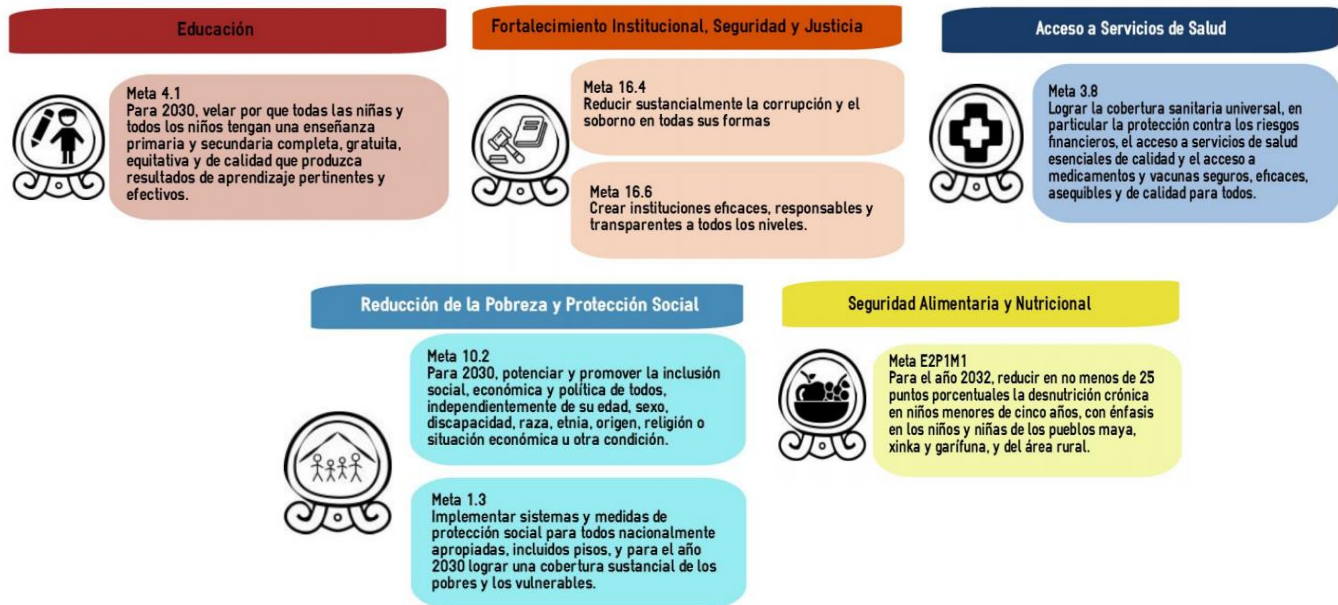 Educación
Meta 4.1
Para 2030, velar por que todas las niñas y
todos los niños tengan una enseñanza
primaria y secundaria completa, gratuita,
equitativa y de calidad que produzca
resultados de aprendizaje pertinentes y
efectivos.
Fortalecimiento Institucional, Seguridad y Justicia
Meta 16.4
Reducir sustancialmente la corrupción y el
soborno en todas sus formas
Meta 16.6
Crear instituciones eficaces, responsables y
transparentes a todos los niveles.
Acceso a Servicios de Salud
Meta 3.8
Lograr la cobertura sanitaria universal, en
particular la protección contra los riesgos
financieros, el acceso a servicios de salud
esenciales de calidad y el acceso a
medicamentos y vacunas seguros, eficaces,
asequibles y de calidad para todos.
Reducción de la Pobreza y Protección Social
Meta 10.2
Para 2030, potenciar y promover la inclusión
social, económica y política de todos,
independientemente de su edad, sexo,
discapacidad, raza, etnia, origen, religión o
situación económica u otra condición.
Meta 1.3
Implementar sistemas y medidas de
protección social para todos nacionalmente
apropiadas, incluidos pisos, y para el año
2030 lograr una cobertura sustancial de los
pobres y los vulnerables.
Seguridad Alimentaria y Nutricional
Meta E2P1M1
Para el año 2032, reducir en no menos de 25
puntos porcentuales la desnutrición crónica
en niños menores de cinco años, con énfasis
en los niños y niñas de los pueblos maya,
xinka y garífuna, y del área rural.